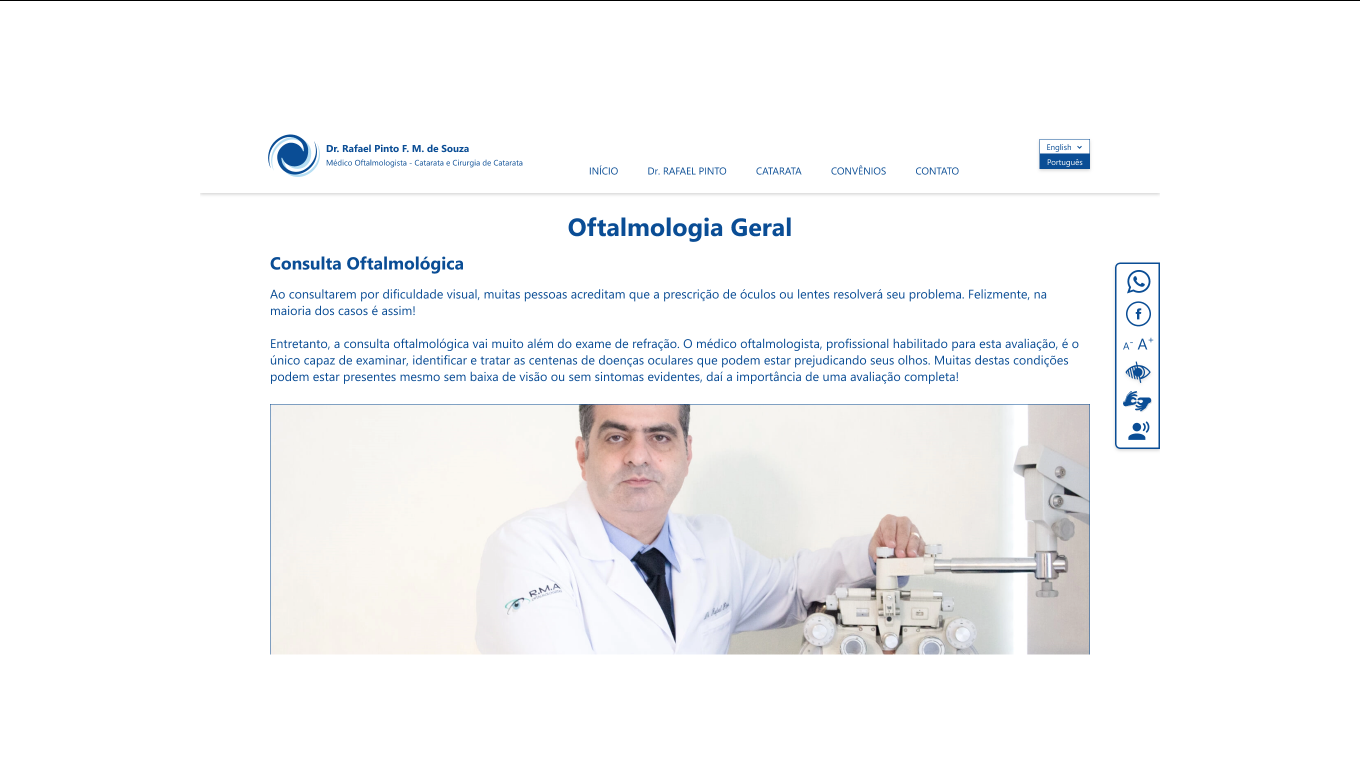 Dr. Rafael Pinto F. M. de Souza
Médico Oftalmologista - Catarata e Cirurgia de Catarata
INÍCIO
Dr. RAFAEL PINTO
CATARATA
CONVÊNIOS
CONTATO
English
Português
Oftalmologia Geral
Consulta Oftalmológica
Ao consultarem por dificuldade visual, muitas pessoas acreditam que a prescrição de óculos ou lentes resolverá seu problema. Felizmente, na
maioria dos casos é assim!
Entretanto, a consulta oftalmológica vai muito além do exame de refração. O médico oftalmologista, profissional habilitado para esta avaliação, é o
único capaz de examinar, identificar e tratar as centenas de doenças oculares que podem estar prejudicando seus olhos. Muitas destas condições
podem estar presentes mesmo sem baixa de visão ou sem sintomas evidentes, daí a importância de uma avaliação completa!
A- A+
R.M.A